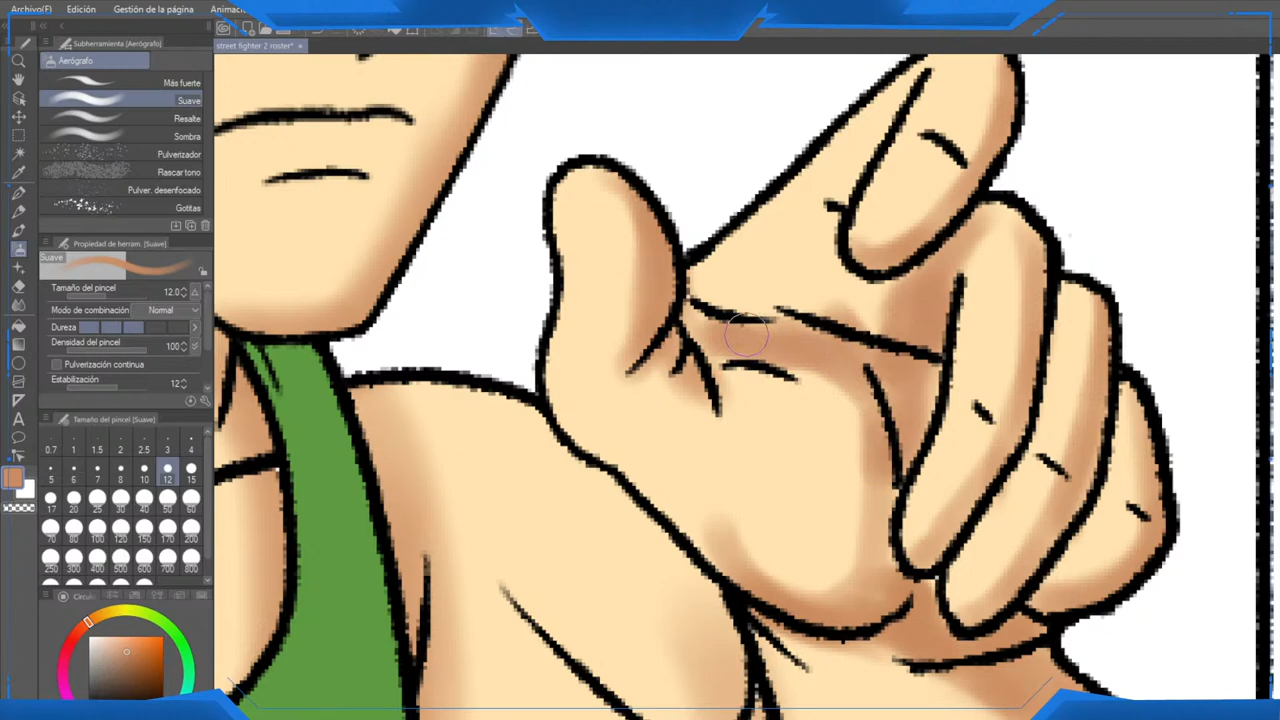 Archivo(F) Edición Gestión de la página Animació
Subherramienta [Aerógrafo]
street fighter 2 roster*
Aerógrafo
Más fuerte
Suave
Resalte
Sombra
Pulverizador
Rascar tono
Pulver. desenfocado
Gotitas
Propiedad de herram. [Suave]
Suave
Tamaño del pincel 12.0
Modo de combinación Normal
Dureza
Densidad del pincel 100
Pulverización continua
Estabilización 12
Tamaño del pincel [Suave]
0.7 1 1.5 2 2.5 3 4
5 6 7 8 10 12 15
17 20 25 30 40 50 60
70 80 100 120 150 170 200
250 300 400 500 600 700 800
Círculo